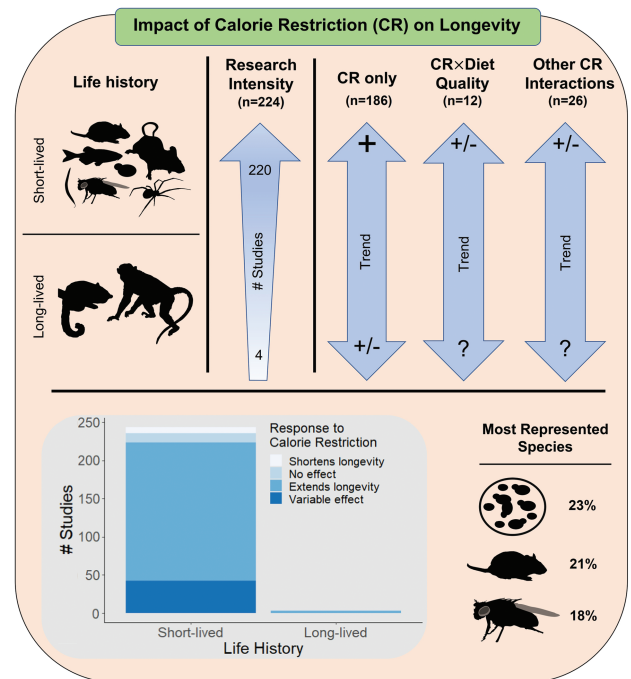 Impact of Calorie Restriction (CR) on Longevity
Life history
Research
Intensity
(n=224)
CR only
(n=186)
CR×Diet
Quality
(n=12)
Other CR
Interactions
(n=26)
Short-lived
Long-lived
220
# Studies
4
+
Trend
+/-
+/-
Trend
?
+/-
Trend
?
250
200
150
100
50
0
# Studies
Response to
Calorie Restriction
Shortens longevity
No effect
Extends longevity
Variable effect
Short-lived
Long-lived
Life History
Most Represented
Species
23%
21%
18%